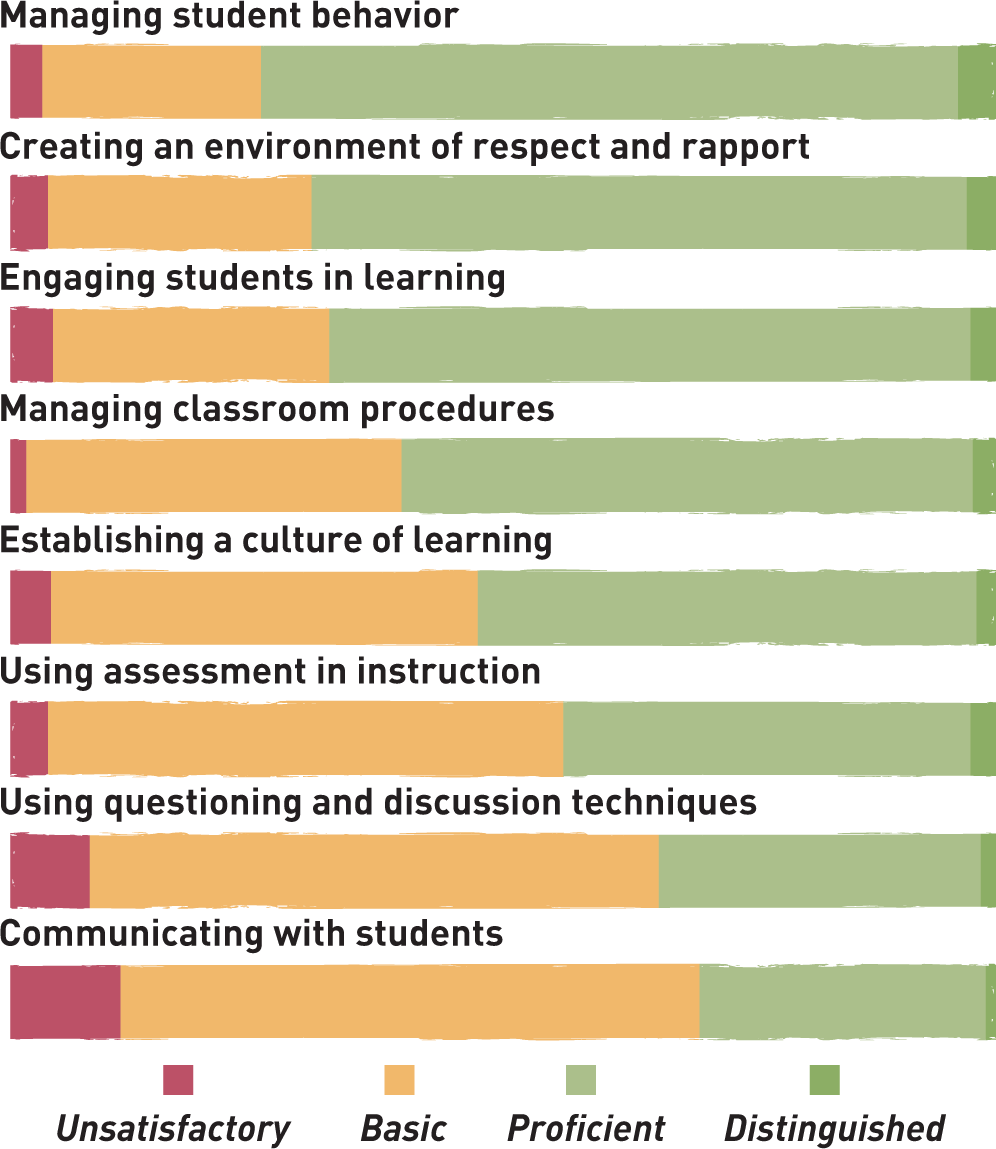 Managing student behavior
Creating an environment of respect and rapport
Engaging students in learning
Managing classroom procedures
Establishing a culture of learning
Using assessment in instruction
Using questioning and discussion techniques
Communicating with students
Unsatisfactory Basic Proficient Distinguished